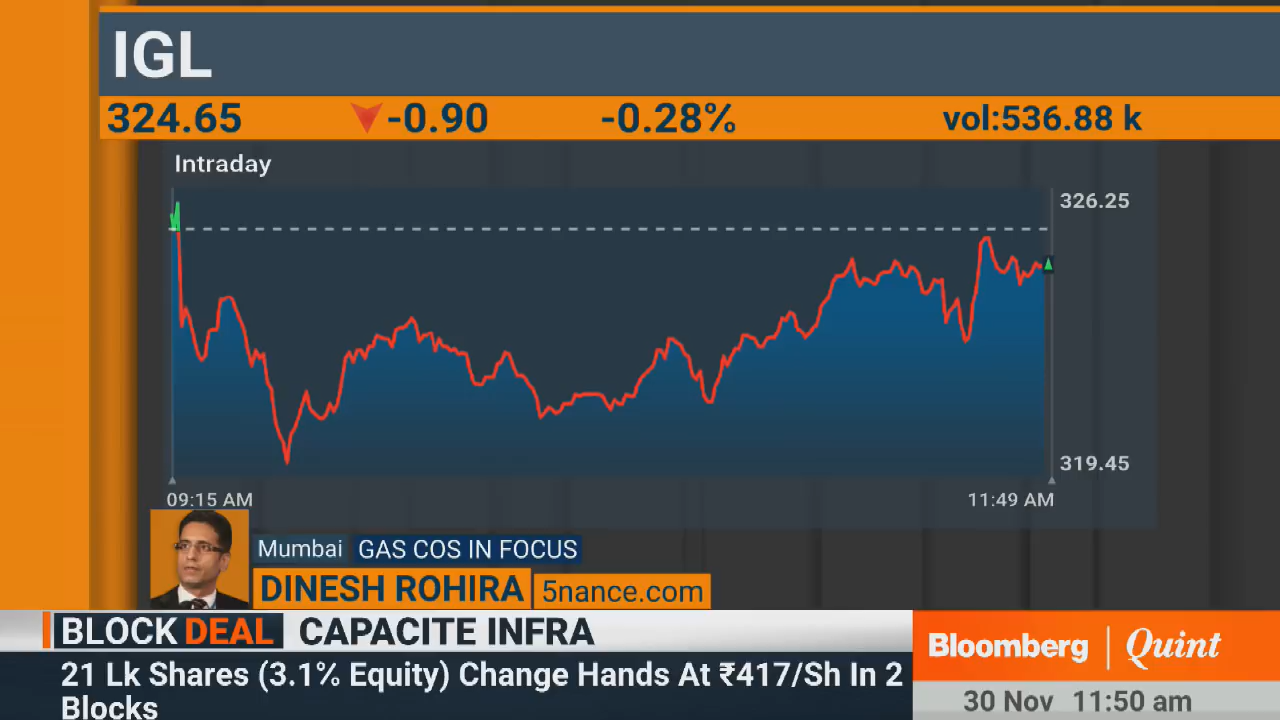 IGL
324.65 -0.90 -0.28% vol:536.88 k
Intraday
326.25
319.45
09:15 AM 11:49 AM
Mumbai GAS COS IN FOCUS
DINESH ROHIRA 5nance.com
BLOCK DEAL CAPACITE INFRA
21 Lk Shares (3.1% Equity) Change Hands At ₹417/Sh In 2
Blocks
Bloomberg | Quint
30 Nov 11:50 am